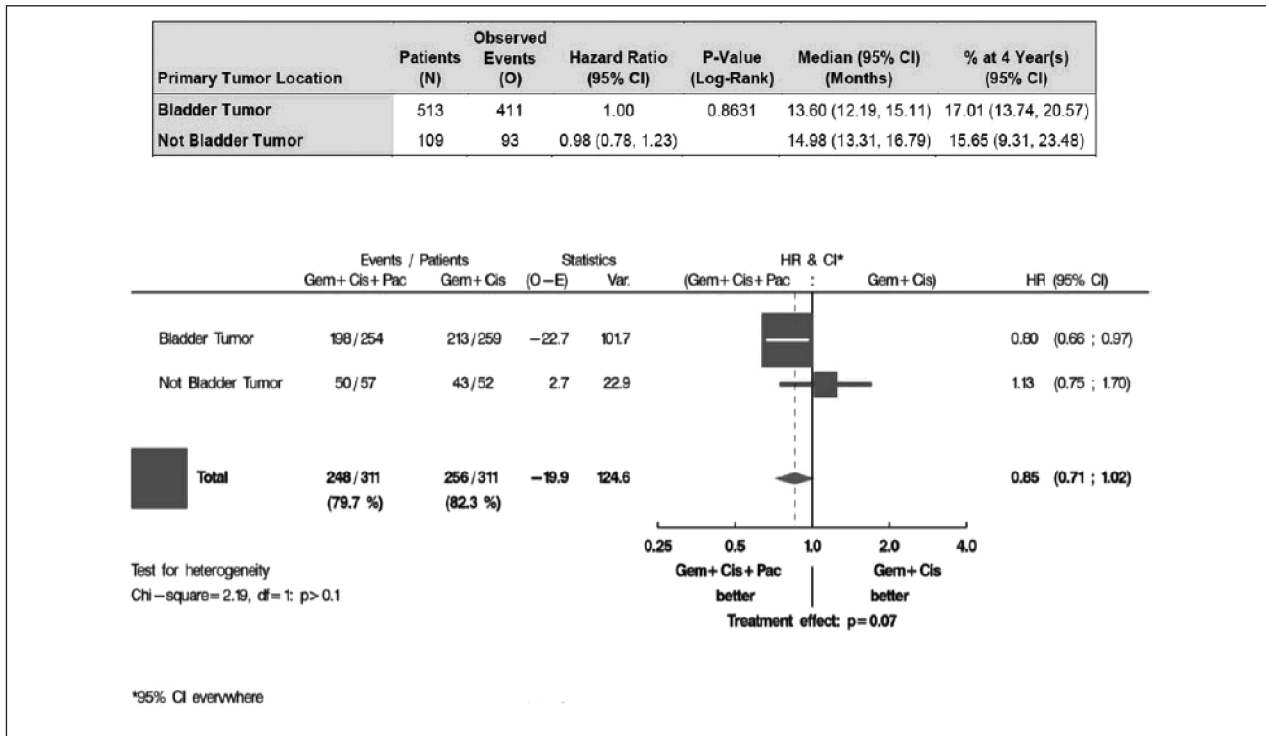 Primary Tumor Location Patients (N) Observed Events (O) Hazard Ratio (95% CI) P-Value (Log-Rank) Median (95% CI) (Months) % at 4 Year(s) (95% CI)
Bladder Tumor 513 411 1.00 0.8631 13.60 (12.19, 15.11) 17.01 (13.74, 20.57)
Not Bladder Tumor 109 93 0.98 (0.78, 1.23) 14.98 (13.31, 16.79) 15.65 (9.31, 23.48)
Events / Patients Statistics HR & CI*
Gem+Cis+Pac Gem+Cis (O−E) Var. (Gem+Cis+Pac : Gem+Cis) HR (95% CI)
Bladder Tumor 198/254 213/259 −22.7 101.7 0.80 (0.66 ; 0.97)
Not Bladder Tumor 50/57 43/52 2.7 22.9 1.13 (0.75 ; 1.70)
Total 248/311 256/311 −19.9 124.6 0.85 (0.71 ; 1.02)
(79.7 %) (82.3 %)
0.25 0.5 1.0 2.0 4.0
Gem+Cis+Pac Gem+Cis
better better
Treatment effect: p=0.07
Test for heterogeneity
Chi−square=2.19, df=1: p>0.1
*95% CI everywhere